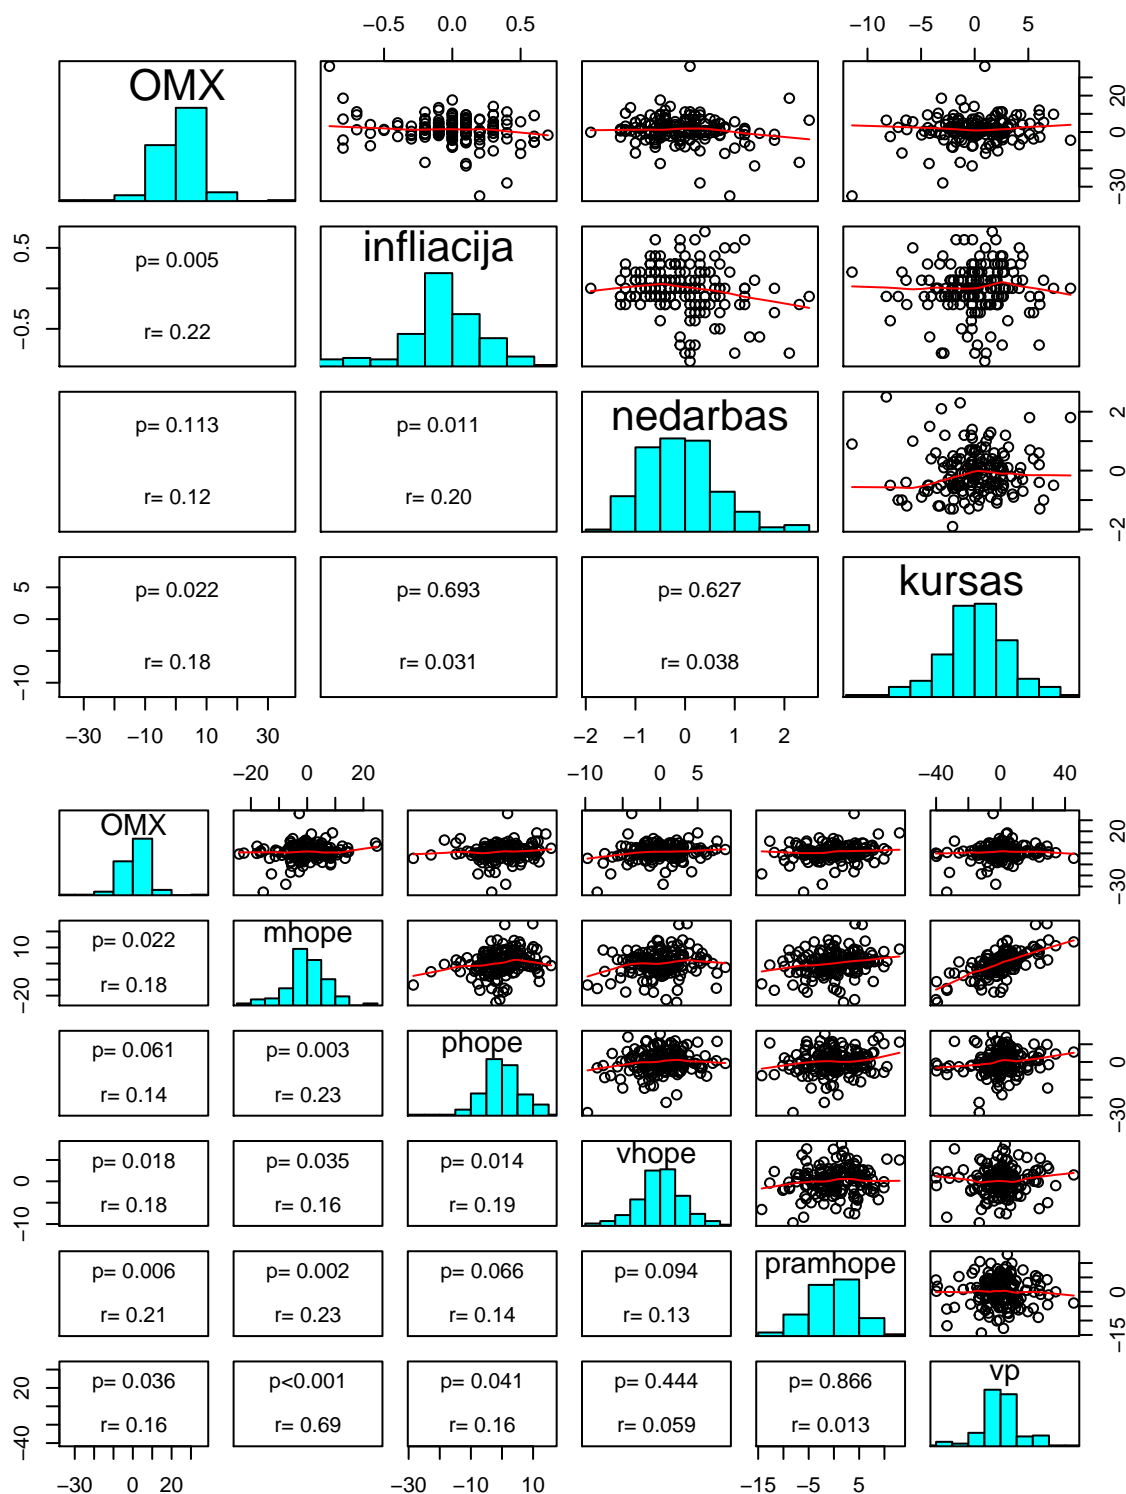 −0.5 0.0 0.5 −10 −5 0 5
OMX
−30 0 20
−0.5 0.5
infliacija
p= 0.005
r= 0.22
nedarbas
p= 0.113
r= 0.12
p= 0.011
r= 0.20
−2 0 2
kursas
−10 0 5
p= 0.022
r= 0.18
p= 0.693
r= 0.031
p= 0.627
r= 0.038
−30 −10 10 30 −2 −1 0 1 2
−20 0 20 −10 0 5 −40 0 40
OMX
−30 20
mhope
−20 10
p= 0.022
r= 0.18
phope
p= 0.061
r= 0.14
p= 0.003
r= 0.23
−30 0
vhope
−10 0
p= 0.018
r= 0.18
p= 0.035
r= 0.16
p= 0.014
r= 0.19
pramhope
p= 0.006
r= 0.21
p= 0.002
r= 0.23
p= 0.066
r= 0.14
p= 0.094
r= 0.13
−15 0
vp
−40 20
p= 0.036
r= 0.16
p<0.001
r= 0.69
p= 0.041
r= 0.16
p= 0.444
r= 0.059
p= 0.866
r= 0.013
−30 0 20 −30 −10 10 −15 −5 5